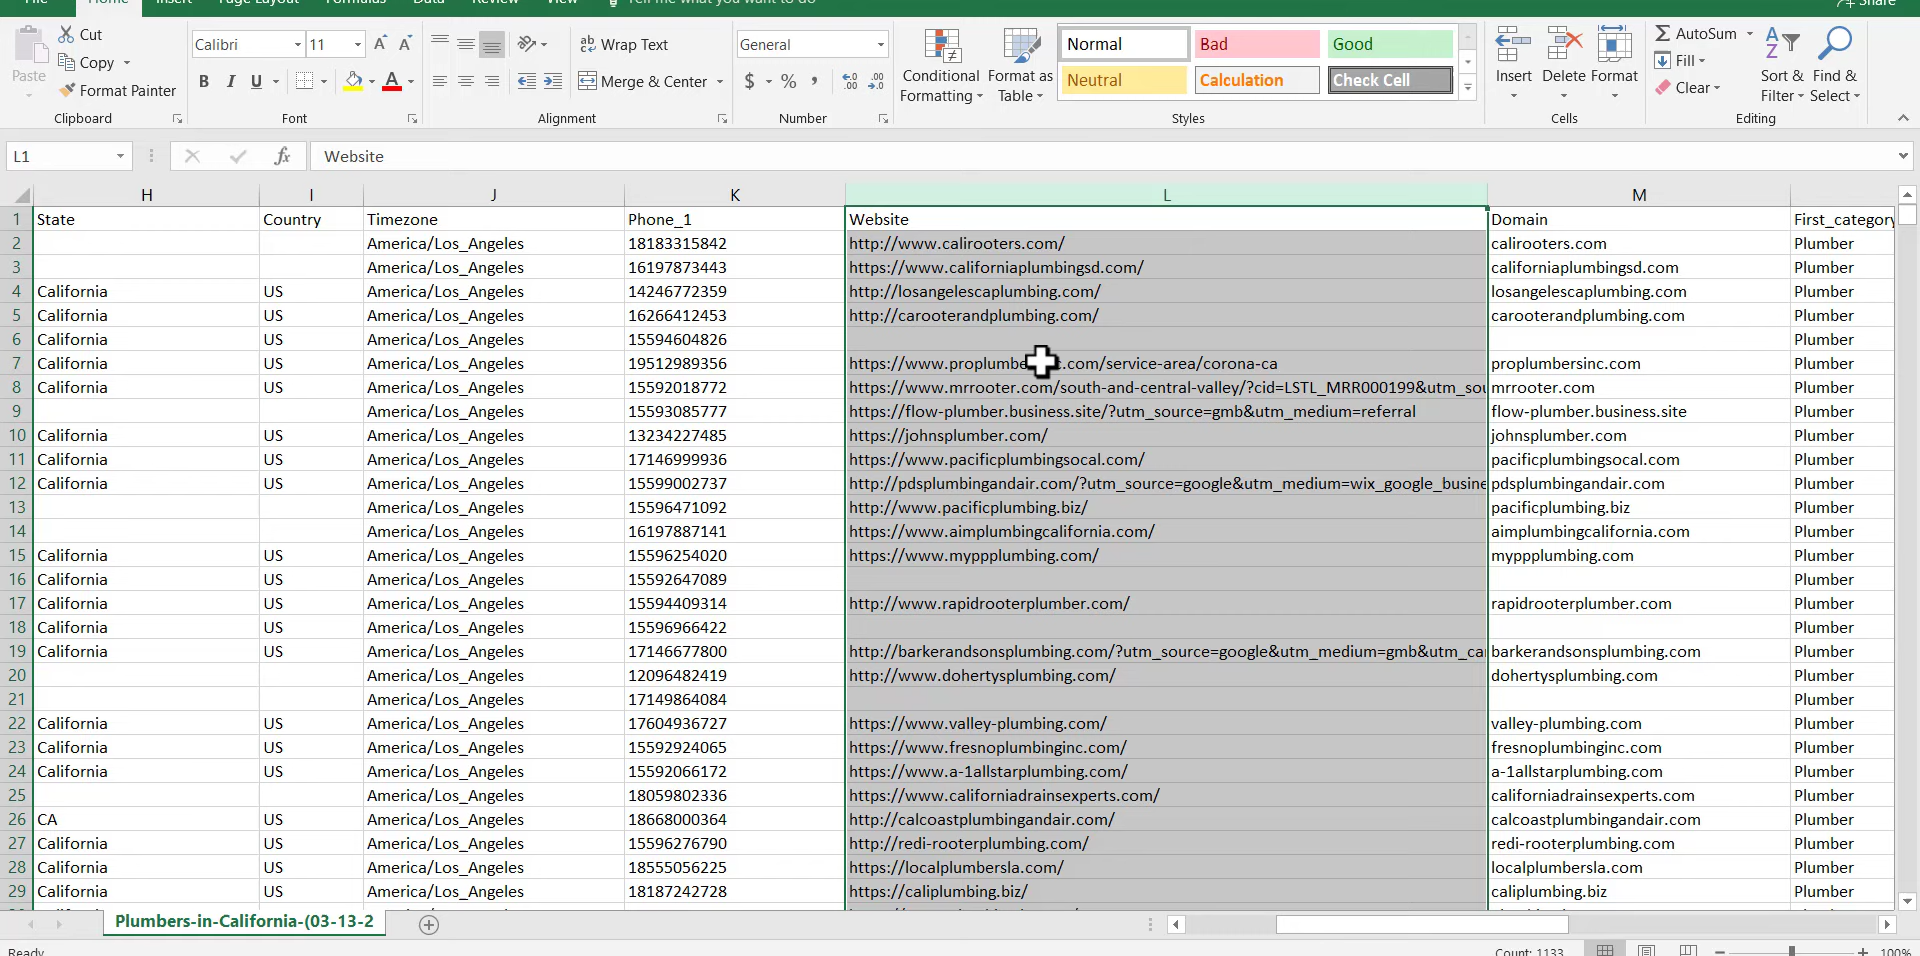 File Home Insert Page Layout Formulas Data Review View Tell me what you want to do Share
Paste Cut Copy Format Painter Clipboard
Calibri 11 A A B I U A Font
ab Wrap Text Merge & Center Alignment
General $ % , Number
Conditional Formatting Format as Table Normal Bad Good Neutral Calculation Check Cell Styles
Insert Delete Format Cells
AutoSum Fill Clear Sort & Filter Find & Select Editing
L1 fx Website
H I J K L M
1 State Country Timezone Phone_1 Website Domain First_category
2 America/Los_Angeles 18183315842 http://www.calirooters.com/ calirooters.com Plumber
3 America/Los_Angeles 16197873443 https://www.californiaplumbingsd.com/ californiaplumbingsd.com Plumber
4 California US America/Los_Angeles 14246772359 http://losangelescaplumbing.com/ losangelescaplumbing.com Plumber
5 California US America/Los_Angeles 16266412453 http://carooterandplumbing.com/ carooterandplumbing.com Plumber
6 California US America/Los_Angeles 15594604826 Plumber
7 California US America/Los_Angeles 19512989356 proplumbersinc.com Plumber
8 California US America/Los_Angeles 15592018772 https://www.mrrooter.com/south-and-central-valley/?cid=LSTL_MRR000199&utm_sou mrrooter.com Plumber
9 America/Los_Angeles 15593085777 https://flow-plumber.business.site/?utm_source=gmb&utm_medium=referral flow-plumber.business.site Plumber
10 California US America/Los_Angeles 13234227485 https://johnsplumber.com/ johnsplumber.com Plumber
11 California US America/Los_Angeles 17146999936 https://www.pacificplumbingsocal.com/ pacificplumbingsocal.com Plumber
12 California US America/Los_Angeles 15599002737 http://pdsplumbingandair.com/?utm_source=google&utm_medium=wix_google_busine pdsplumbingandair.com Plumber
13 America/Los_Angeles 15596471092 http://www.pacificplumbing.biz/ pacificplumbing.biz Plumber
14 America/Los_Angeles 16197887141 https://www.aimplumbingcalifornia.com/ aimplumbingcalifornia.com Plumber
15 California US America/Los_Angeles 15596254020 https://www.myppplumbing.com/ myppplumbing.com Plumber
16 California US America/Los_Angeles 15592647089 Plumber
17 California US America/Los_Angeles 15594409314 http://www.rapidrooterplumber.com/ rapidrooterplumber.com Plumber
18 California US America/Los_Angeles 15596966422 Plumber
19 California US America/Los_Angeles 17146677800 http://barkerandsonsplumbing.com/?utm_source=google&utm_medium=gmb&utm_ca barkerandsonsplumbing.com Plumber
20 America/Los_Angeles 12096482419 http://www.dohertysplumbing.com/ dohertysplumbing.com Plumber
21 America/Los_Angeles 17149864084 Plumber
22 California US America/Los_Angeles 17604936727 https://www.valley-plumbing.com/ valley-plumbing.com Plumber
23 California US America/Los_Angeles 15592924065 https://www.fresnoplumbinginc.com/ fresnoplumbinginc.com Plumber
24 California US America/Los_Angeles 15592066172 https://www.a-1allstarplumbing.com/ a-1allstarplumbing.com Plumber
25 America/Los_Angeles 18059802336 https://www.californiadrainsexperts.com/ californiadrainsexperts.com Plumber
26 CA US America/Los_Angeles 18668000364 http://calcoastplumbingandair.com/ calcoastplumbingandair.com Plumber
27 California US America/Los_Angeles 15596276790 http://redi-rooterplumbing.com/ redi-rooterplumbing.com Plumber
28 California US America/Los_Angeles 18555056225 https://localplumbersla.com/ localplumbersla.com Plumber
29 California US America/Los_Angeles 18187242728 https://caliplumbing.biz/ caliplumbing.biz Plumber
Plumbers-in-California-(03-13-2
Ready Count: 1133 100%